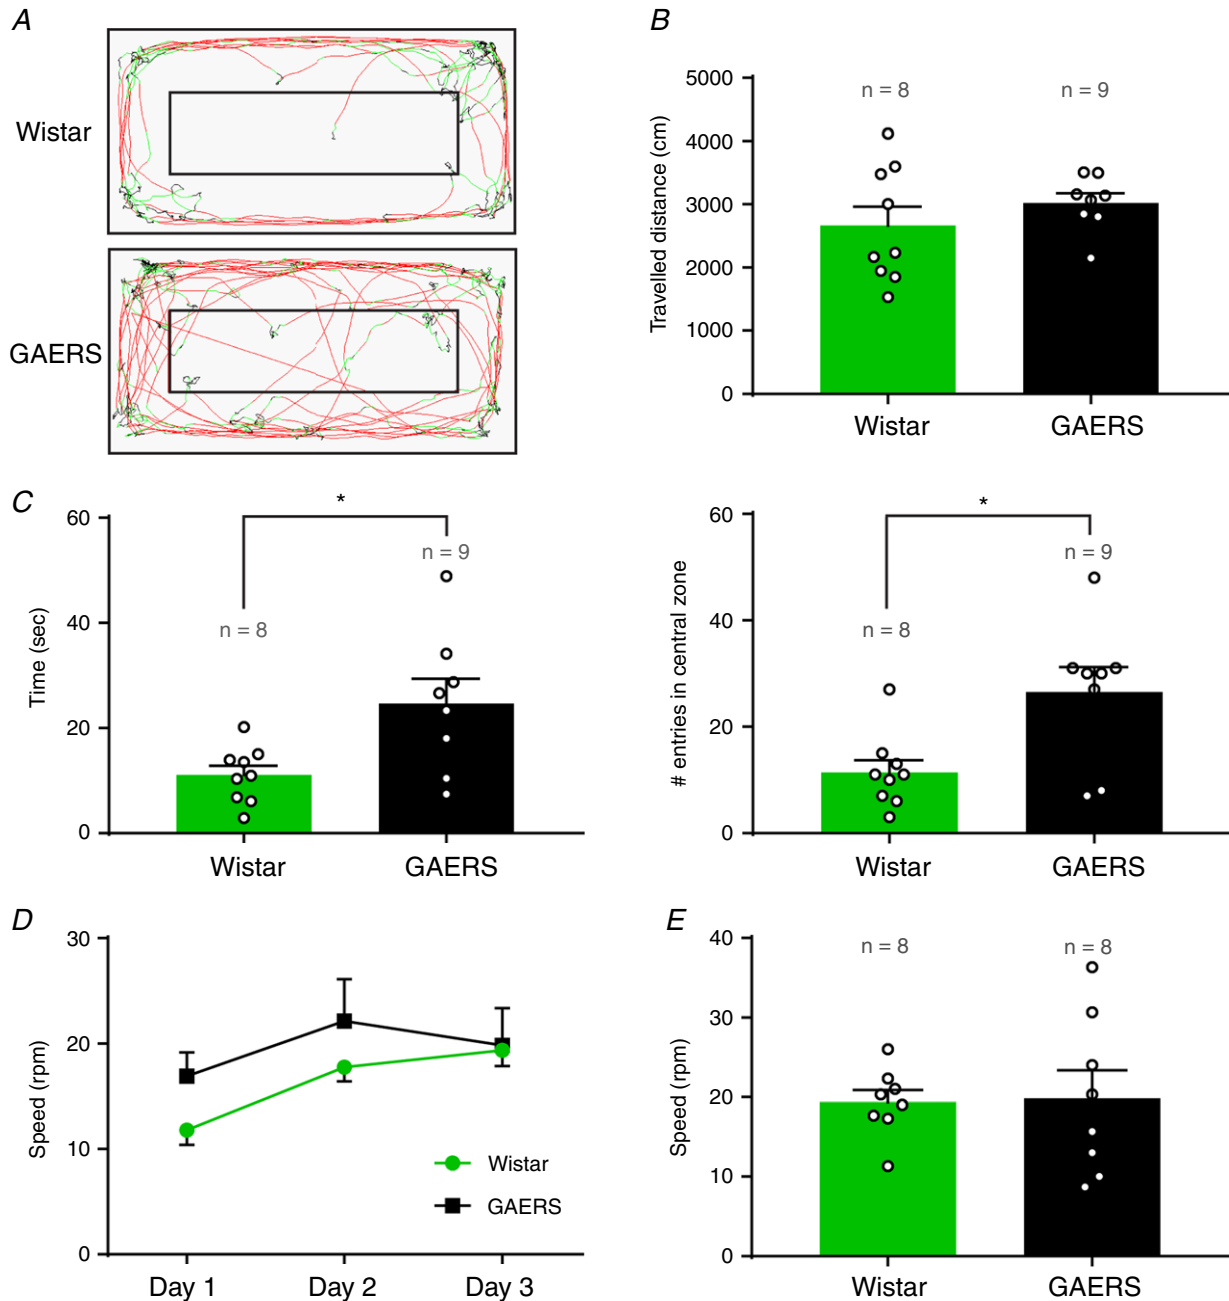 A
Wistar
GAERS
B
Travelled distance (cm)
5000
4000
3000
2000
1000
0
n = 8
n = 9
Wistar
GAERS
C
Time (sec)
60
40
20
0
*
n = 8
n = 9
Wistar
GAERS
# entries in central zone
60
40
20
0
*
n = 8
n = 9
Wistar
GAERS
D
Speed (rpm)
30
20
10
0
Wistar
GAERS
Day 1
Day 2
Day 3
E
Speed (rpm)
40
30
20
10
0
n = 8
n = 8
Wistar
GAERS